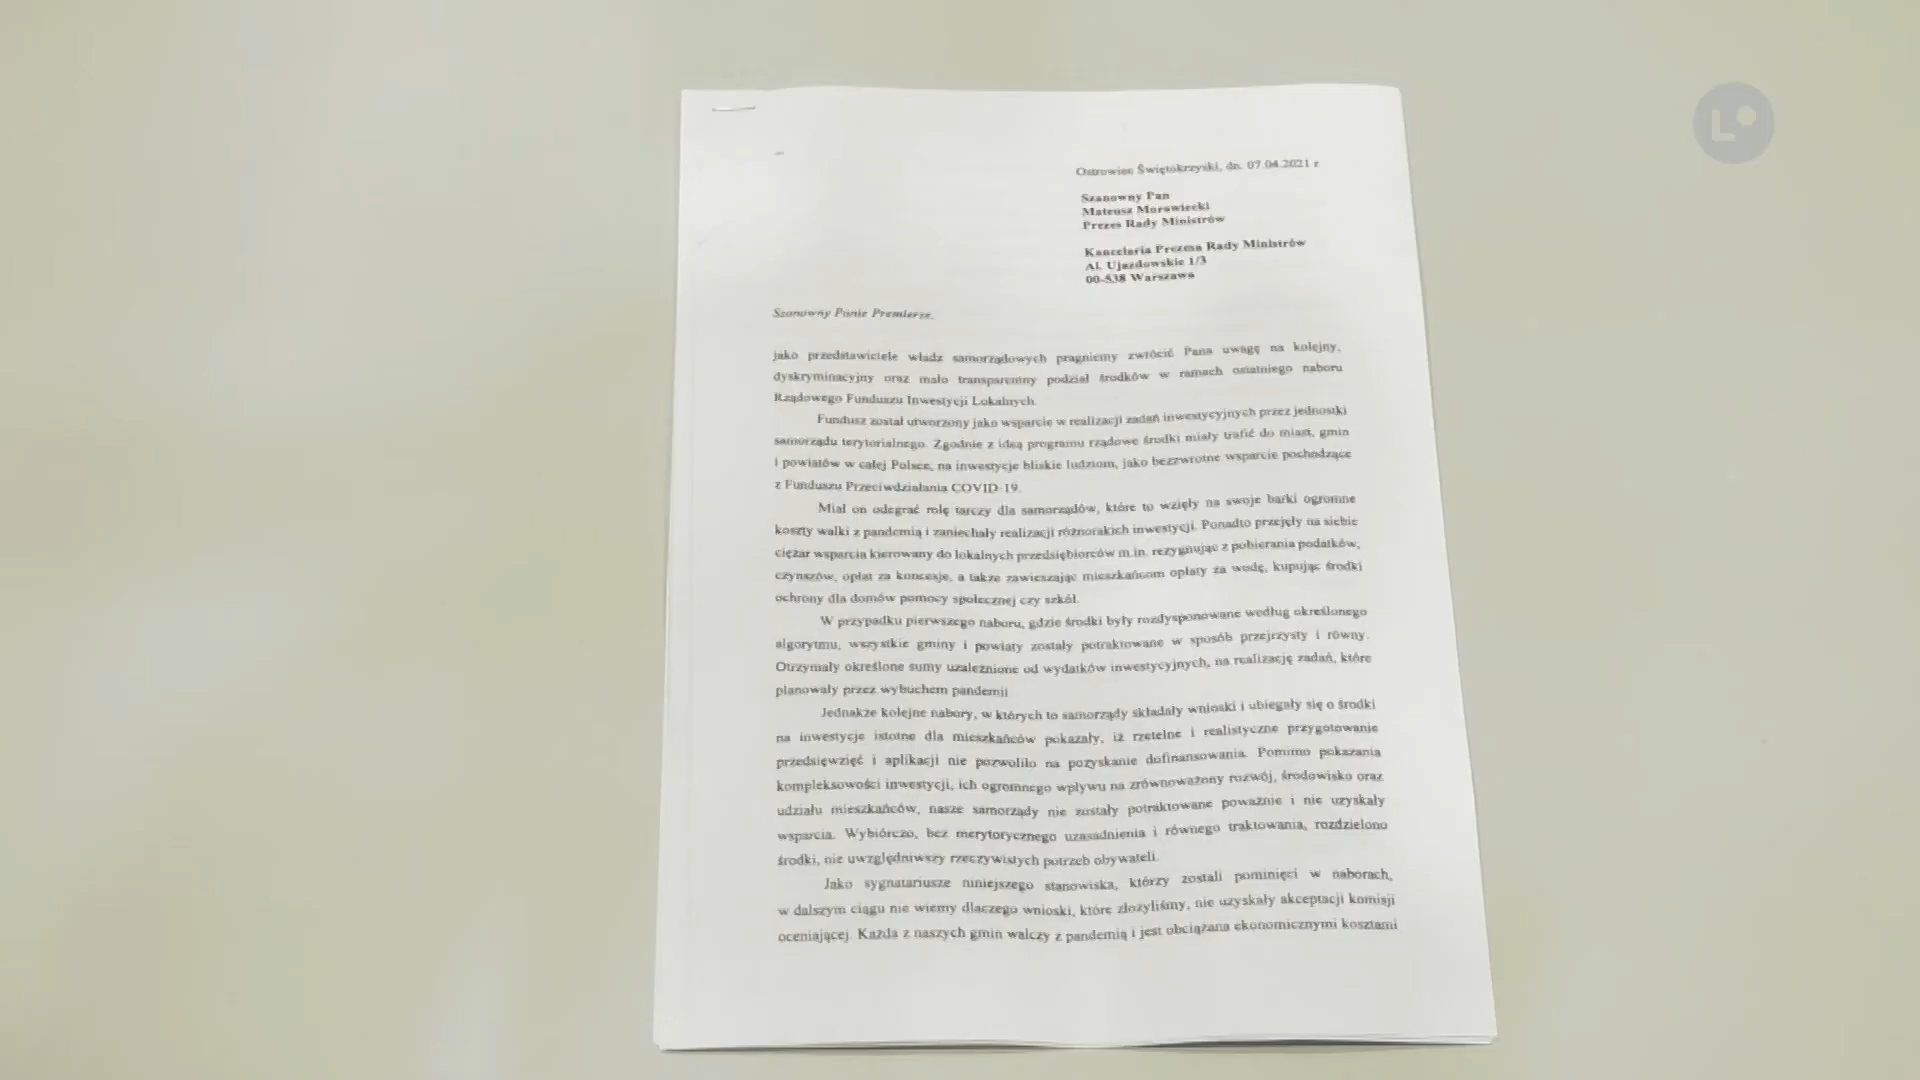 Ostrowiec Świętokrzyski, dn. 07.04.2021 r
Szanowny Pan
Mateusz Morawiecki
Prezes Rady Ministrów
Kancelaria Prezesa Rady Ministrów
Al. Ujazdowskie 1/3
00-538 Warszawa
Szanowny Panie Premierze,
jako przedstawiciele władz samorządowych pragniemy zwrócić Pana uwagę na kolejny,
dyskryminacyjny oraz mało transparentny podział środków w ramach ostatniego naboru
Rządowego Funduszu Inwestycji Lokalnych.
Fundusz został utworzony jako wsparcie w realizacji zadań inwestycyjnych przez jednostki
samorządu terytorialnego. Zgodnie z ideą programu rządowe środki miały trafić do miast, gmin
i powiatów w całej Polsce, na inwestycje bliskie ludziom, jako bezzwrotne wsparcie pochodzące
z Funduszu Przeciwdziałania COVID-19.
Miał on odegrać rolę tarczy dla samorządów, które to wzięły na swoje barki ogromne
koszty walki z pandemią i zaniechały realizacji różnorakich inwestycji. Ponadto przejęły na siebie
ciężar wsparcia kierowany do lokalnych przedsiębiorców m.in. rezygnując z pobierania podatków,
czynszów, opłat za koncesje, a także zawieszając mieszkańcom opłaty za wodę, kupując środki
ochrony dla domów pomocy społecznej czy szkół.
W przypadku pierwszego naboru, gdzie środki były rozdysponowane według określonego
algorytmu, wszystkie gminy i powiaty zostały potraktowane w sposób przejrzysty i równy.
Otrzymały określone sumy uzależnione od wydatków inwestycyjnych, na realizację zadań, które
planowały przez wybuchem pandemii
Jednakże kolejne nabory, w których to samorządy składały wnioski i ubiegały się o środki
na inwestycje istotne dla mieszkańców pokazały, iż rzetelne i realistyczne przygotowanie
przedsięwzięć i aplikacji nie pozwoliło na pozyskanie dofinansowania. Pomimo pokazania
kompleksowości inwestycji, ich ogromnego wpływu na zrównoważony rozwój, środowisko oraz
udziału mieszkańców, nasze samorządy nie zostały potraktowane poważnie i nie uzyskały
wsparcia. Wybiórczo, bez merytorycznego uzasadnienia i równego traktowania, rozdzielono
środki, nie uwzględniwszy rzeczywistych potrzeb obywateli.
Jako sygnatariusze niniejszego stanowiska, którzy zostali pominięci w naborach,
w dalszym ciągu nie wiemy dlaczego wnioski, które złożyliśmy, nie uzyskały akceptacji komisji
oceniającej. Każda z naszych gmin walczy z pandemią i jest obciążana ekonomicznymi kosztami